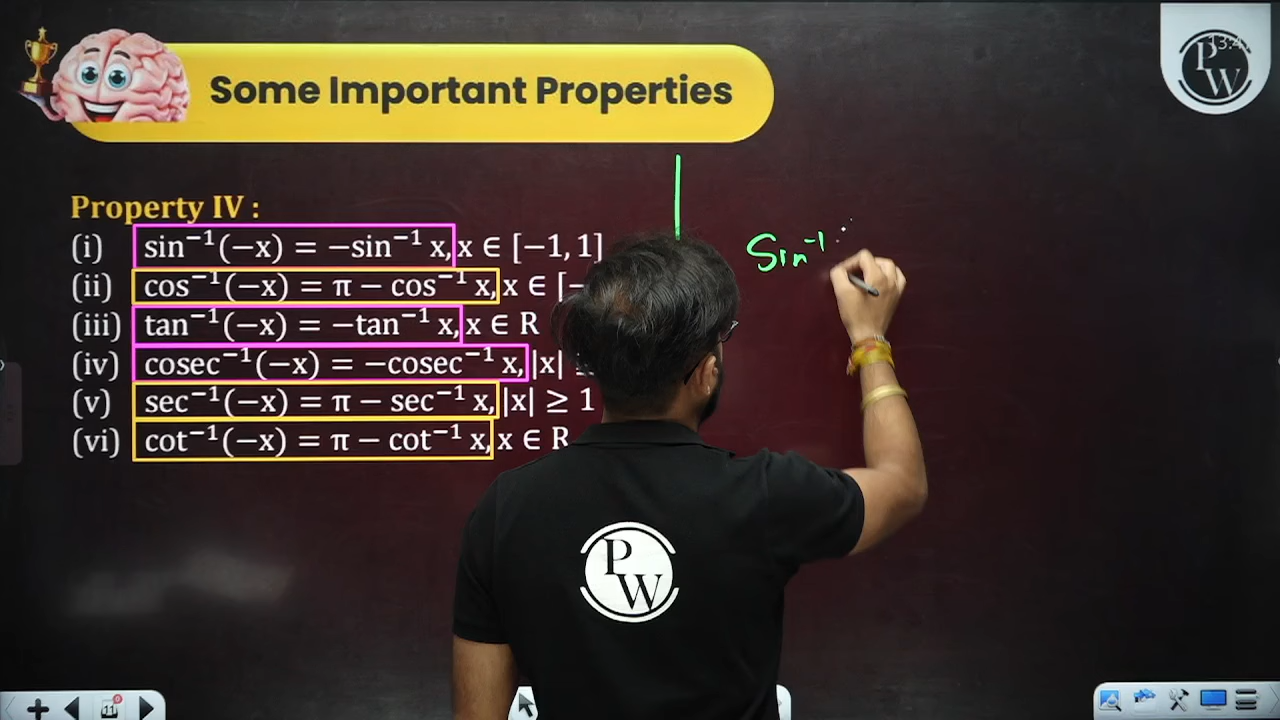 Some Important Properties
PW
Property IV :
(i) sin⁻¹(−x) = −sin⁻¹ x, x ∈ [−1, 1]
(ii) cos⁻¹(−x) = π − cos⁻¹ x, x ∈ [−
(iii) tan⁻¹(−x) = −tan⁻¹ x, x ∈ R
(iv) cosec⁻¹(−x) = −cosec⁻¹ x, |x|
(v) sec⁻¹(−x) = π − sec⁻¹ x, |x| ≥ 1
(vi) cot⁻¹(−x) = π − cot⁻¹ x, x ∈ R
Sin⁻¹
PW
11